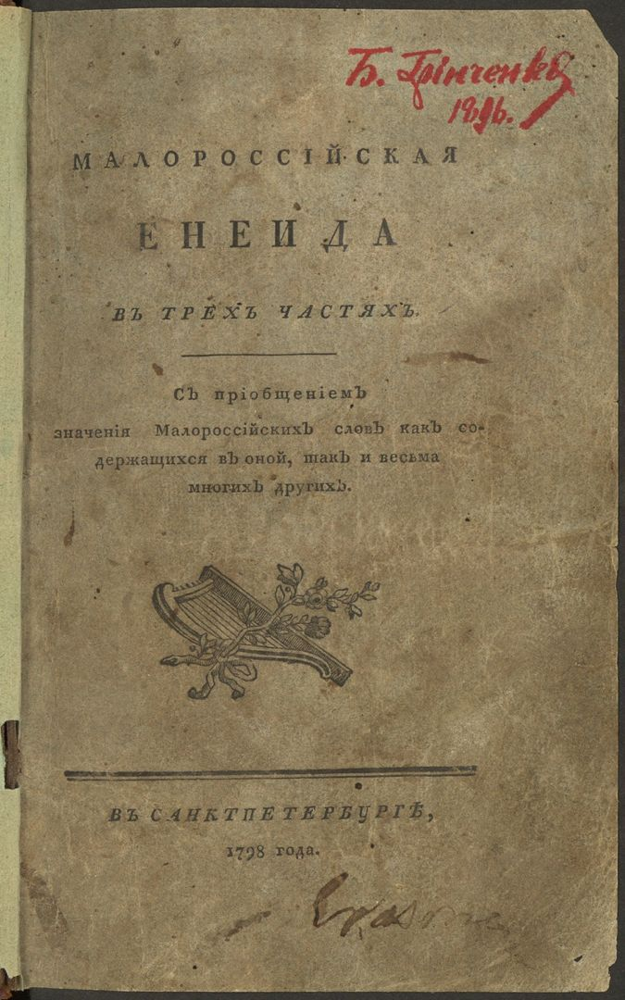 Б. Грінченко
1896.
МАЛОРОССІЙСКАЯ
ЕНЕИДА
ВЪ ТРЕХЪ ЧАСТЯХЪ.
Съ пріобщеніемъ
значенія Малороссійскихъ словъ какъ со-
держащихся въ оной, такъ и весьма
многихъ другихъ.
ВЪ САНКТПЕТЕРБУРГѢ,
1798 года.